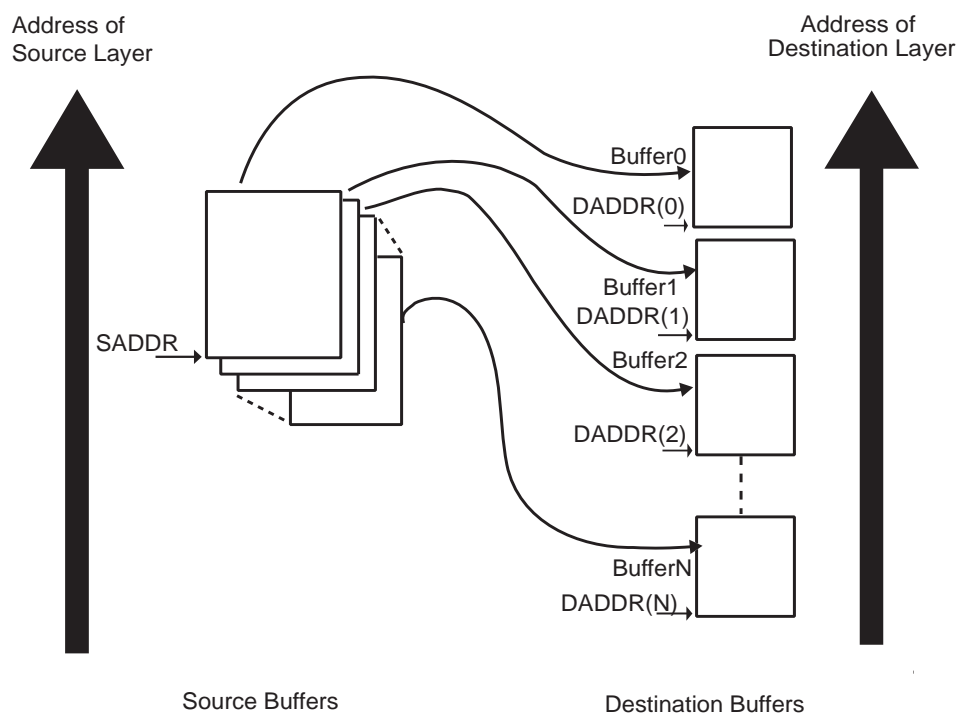 Address of
Source Layer
Address of
Destination Layer
Buffer0
DADDR(0)
Buffer1
DADDR(1)
SADDR
Buffer2
DADDR(2)
BufferN
DADDR(N)
Source Buffers
Destination Buffers